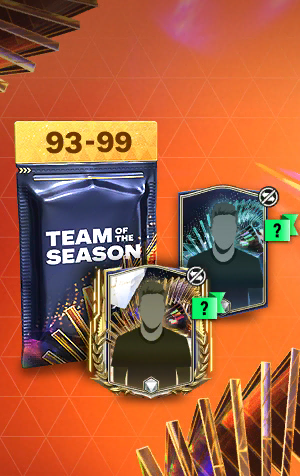 93-99
TEAM OF THE
SEASON
?
?